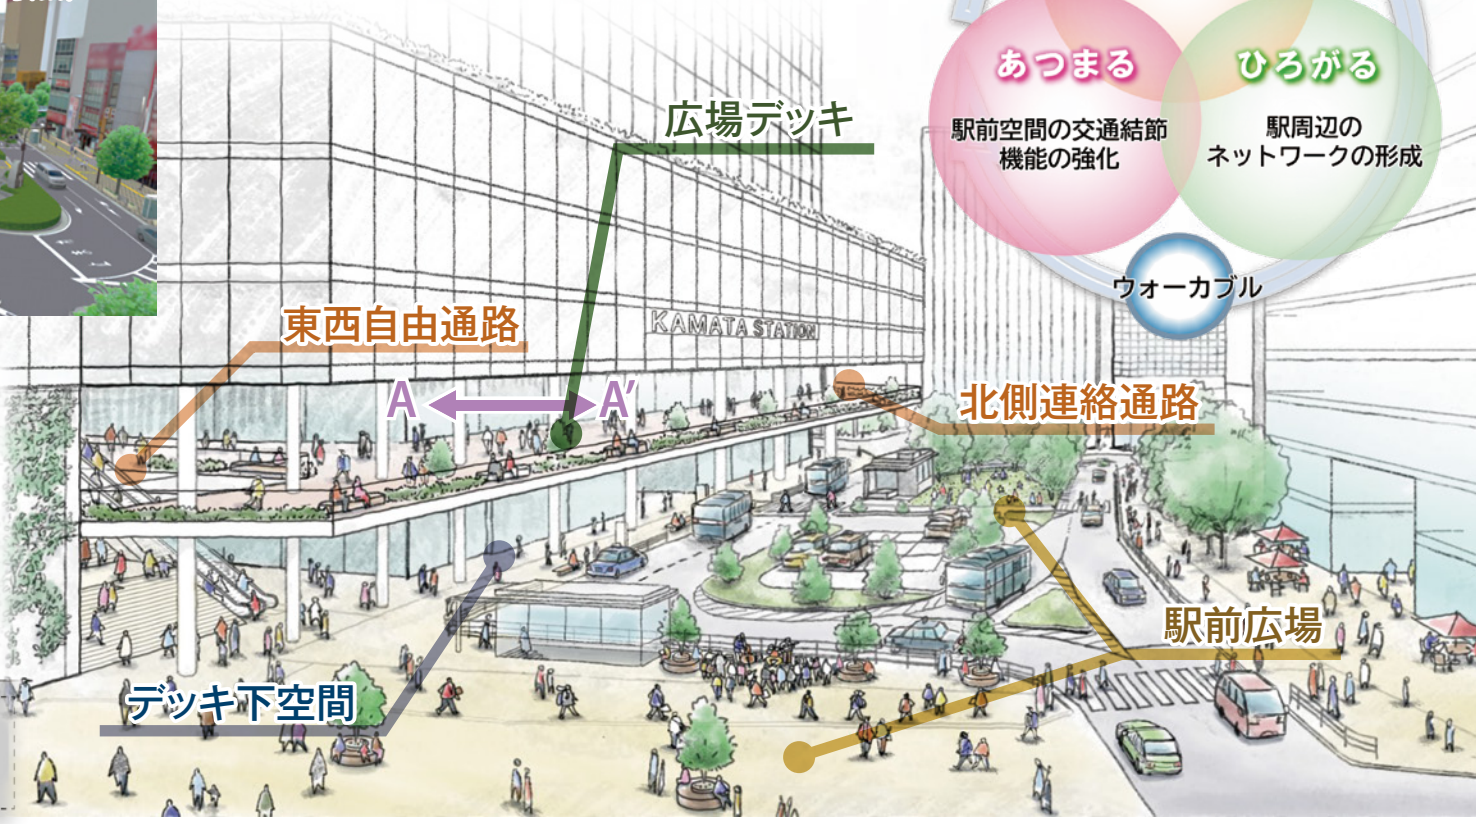 あつまる
駅前空間の交通結節
機能の強化
ひろがる
駅周辺の
ネットワークの形成
ウォーカブル
広場デッキ
東西自由通路
KAMATA STATION
A
A′
北側連絡通路
駅前広場
デッキ下空間